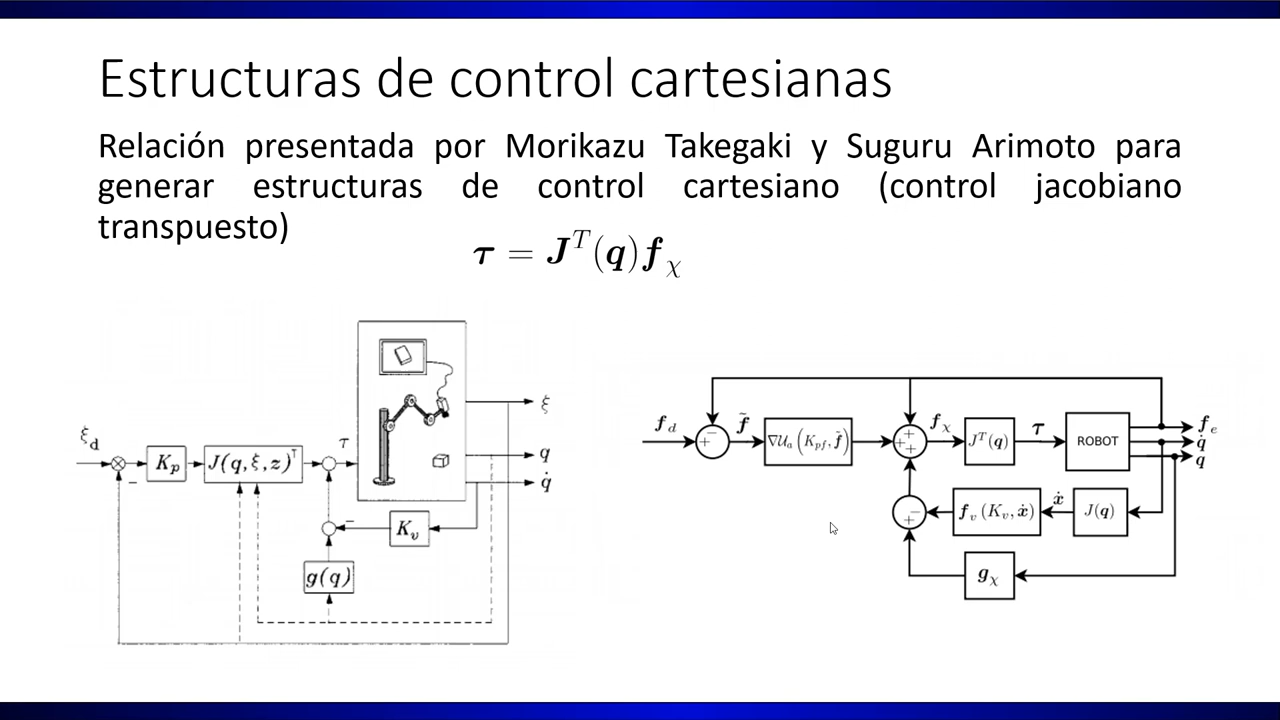 Estructuras de control cartesianas
Relación presentada por Morikazu Takegaki y Suguru Arimoto para
generar estructuras de control cartesiano (control jacobiano
transpuesto)
τ = J^T(q)f_χ
ξ_d
−
K_p
J(q,ξ,z)^T
τ
ξ
q
q̇
−
K_v
g(q)
f_d
+ −
f̃
∇U_a (K_pf, f̃)
+ + +
f_χ
J^T(q)
τ
ROBOT
f_e
q̇
q
+ −
f_v (K_v, ẋ)
ẋ
J(q)
g_χ